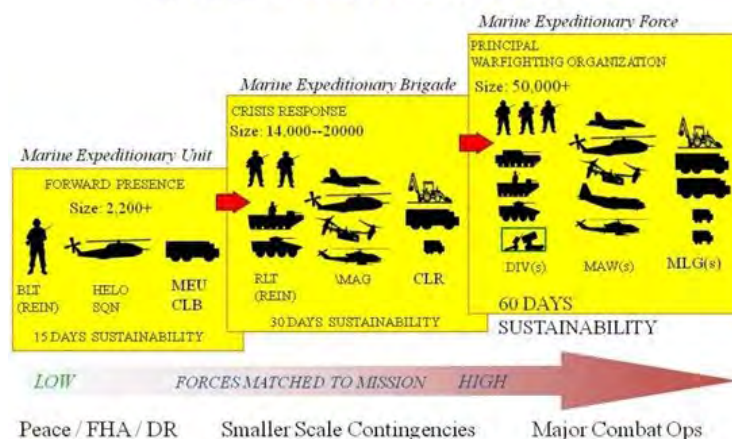 Marine Expeditionary Force
PRINCIPAL
WARFIGHTING ORGANIZATION
Size: 50,000+
DIV(s)
MAW(s)
MLG(s)
60 DAYS
SUSTAINABILITY
Marine Expeditionary Brigade
CRISIS RESPONSE
Size: 14,000--20000
RLT
(REIN)
\MAG
CLR
30 DAYS SUSTAINABILITY
Marine Expeditionary Unit
FORWARD PRESENCE
Size: 2,200+
BLT
(REIN)
HELO
SQN
MEU
CLB
15 DAYS SUSTAINABILITY
LOW FORCES MATCHED TO MISSION HIGH
Peace / FHA / DR Smaller Scale Contingencies Major Combat Ops